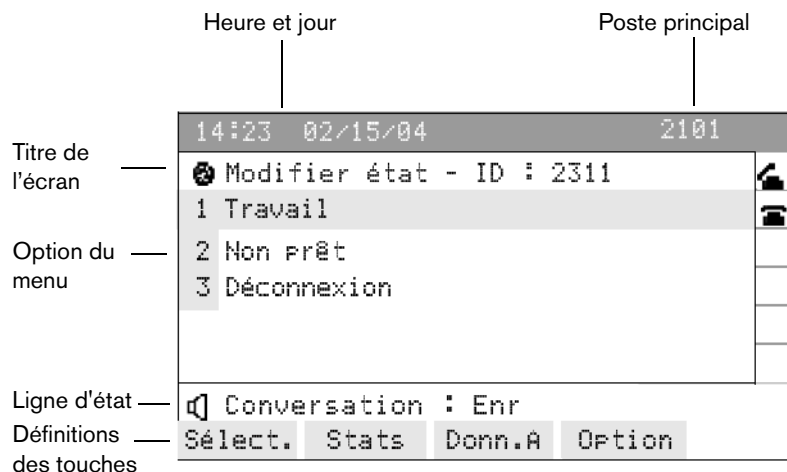 Heure et jour
Poste principal
14:23 02/15/04 2101
Titre de
l'écran
Modifier état - ID : 2311
1 Travail
Option du
menu
2 Non prêt
3 Déconnexion
Ligne d'état
Conversation : Enr
Définitions
des touches
Sélect. Stats Donn.A Option